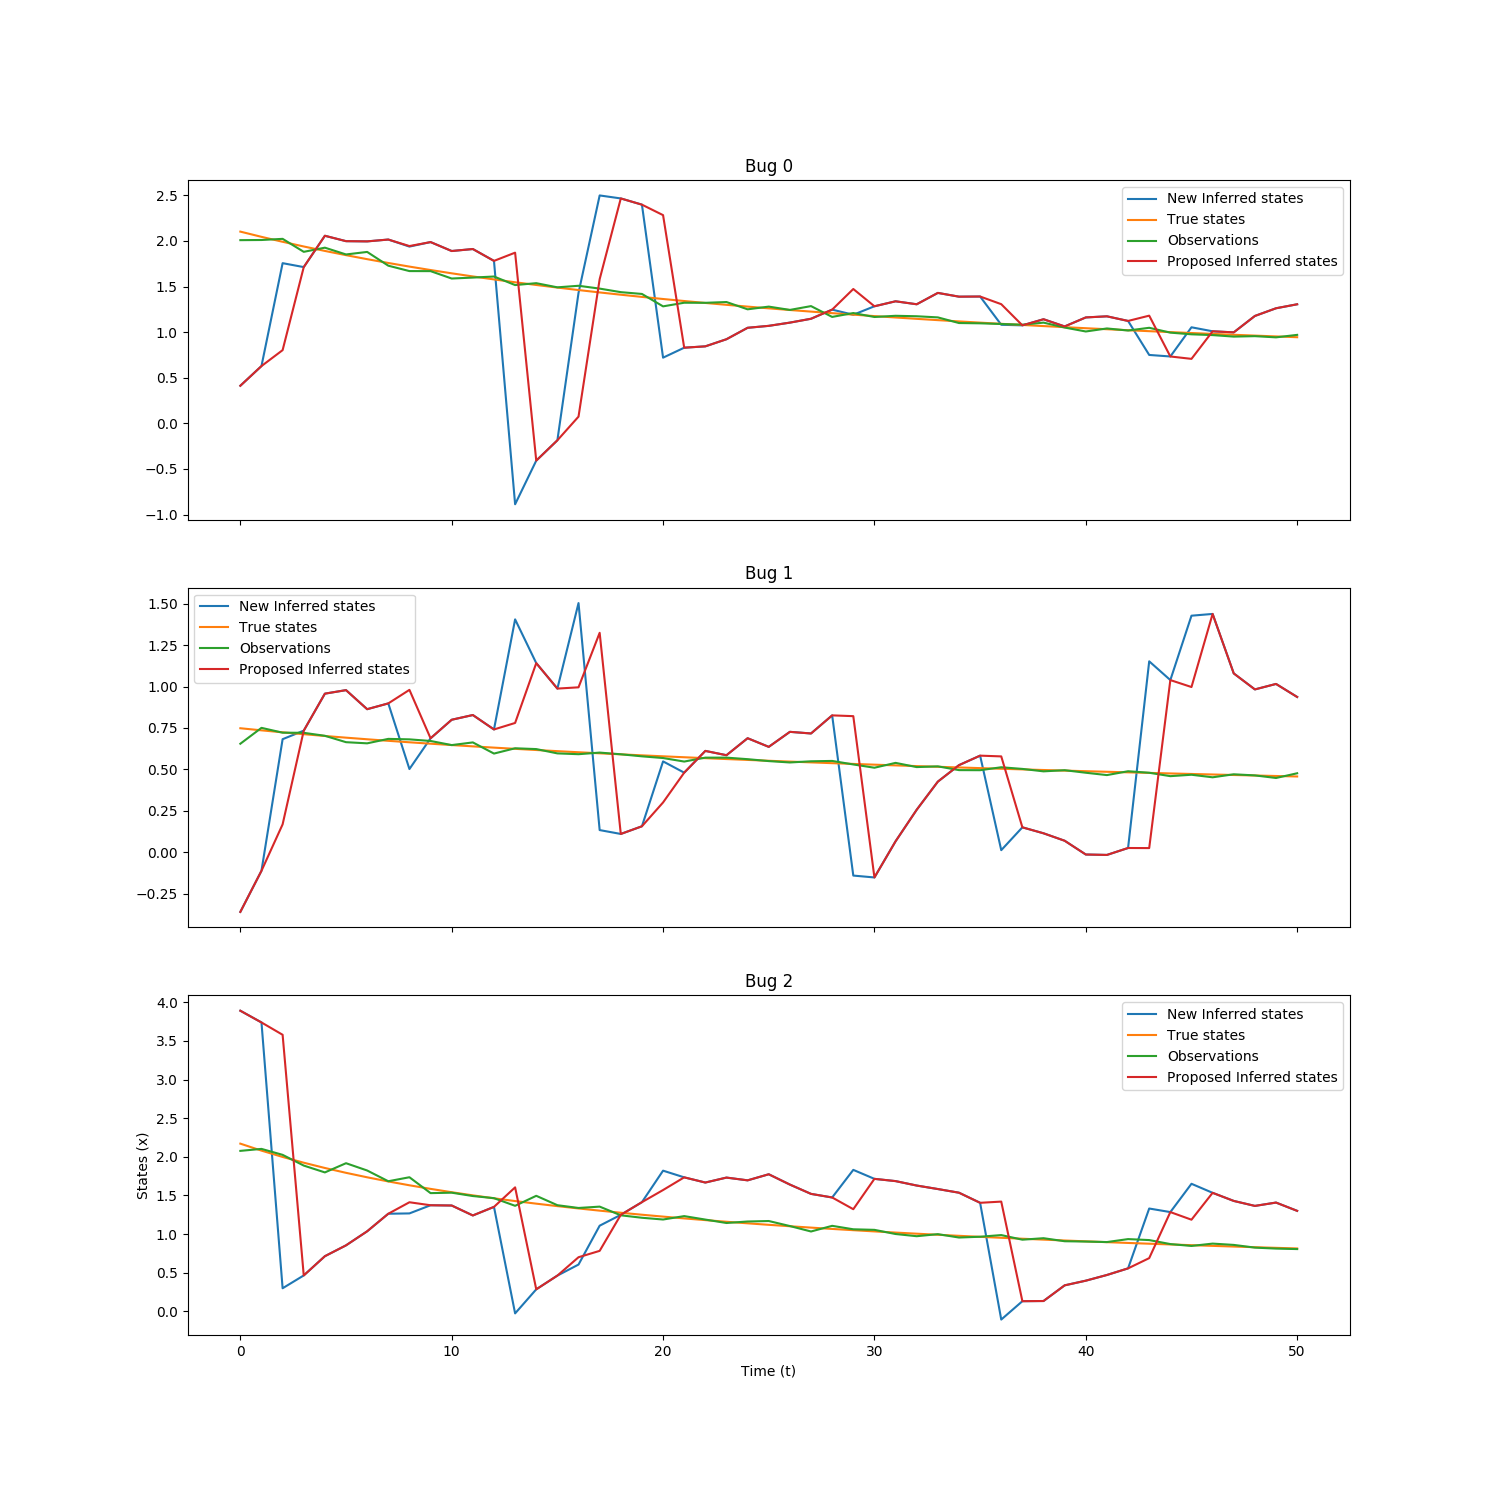 Bug 0
2.5
2.0
1.5
1.0
0.5
0.0
−0.5
−1.0
New Inferred states
True states
Observations
Proposed Inferred states
Bug 1
1.50
1.25
1.00
0.75
0.50
0.25
0.00
−0.25
New Inferred states
True states
Observations
Proposed Inferred states
Bug 2
States (x)
4.0
3.5
3.0
2.5
2.0
1.5
1.0
0.5
0.0
New Inferred states
True states
Observations
Proposed Inferred states
0 10 20 30 40 50
Time (t)